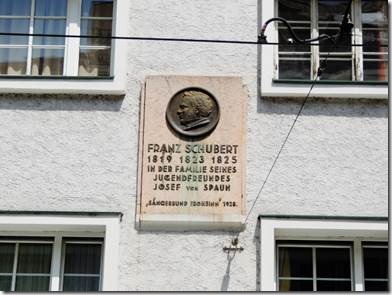 FRANZ SCHUBERT
1819 1823 1825
IN DER FAMILIE SEINES
JUGENDFREUNDES
JOSEF von SPAUN
„SÄNGERBUND FROHSINN" 1928.